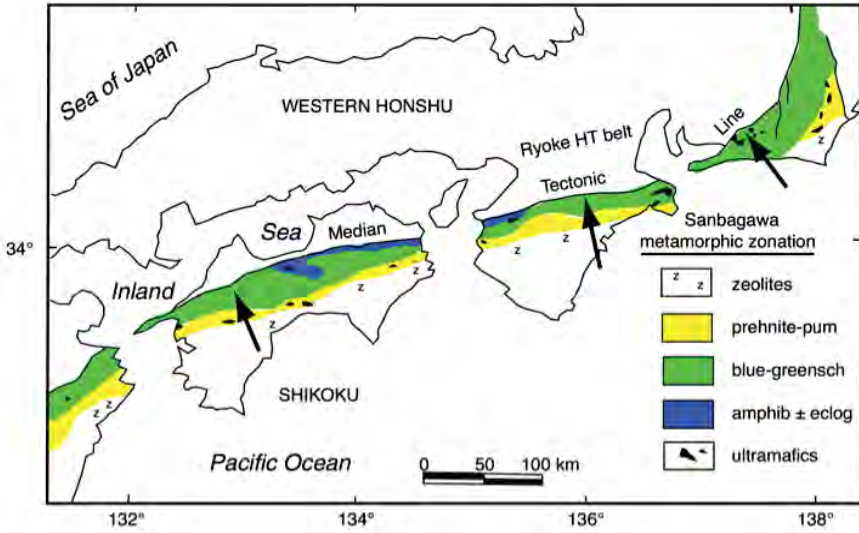 Sea of Japan
WESTERN HONSHU
Ryoke HT belt
Line
Tectonic
Sea
Median
Inland
34°
SHIKOKU
Pacific Ocean
0 50 100 km
Sanbagawa
metamorphic zonation
z z zeolites
prehnite-pum
blue-greensch
amphib ± eclog
ultramafics
z
z
z
z
z
z
z z
132° 134° 136° 138°